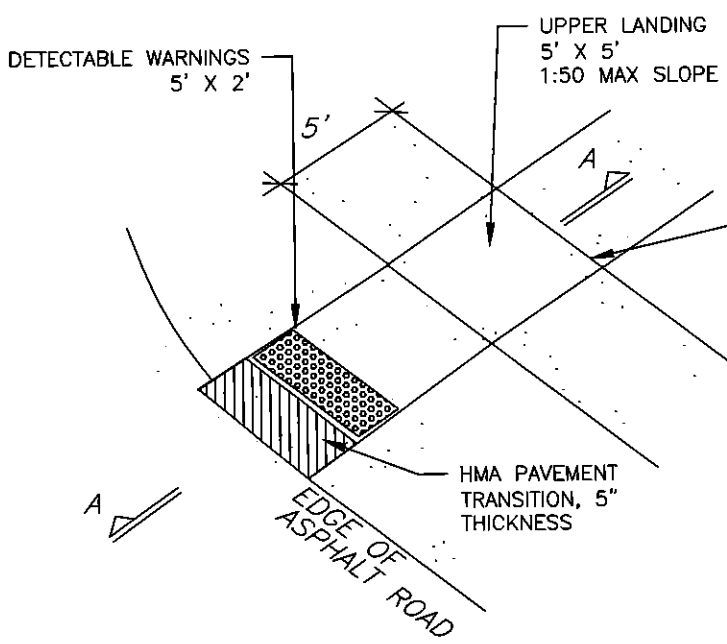 UPPER LANDING
5' X 5'
1:50 MAX SLOPE
DETECTABLE WARNINGS
5' X 2'
5'
A
HMA PAVEMENT
TRANSITION, 5"
THICKNESS
A
EDGE OF
ASPHALT ROAD